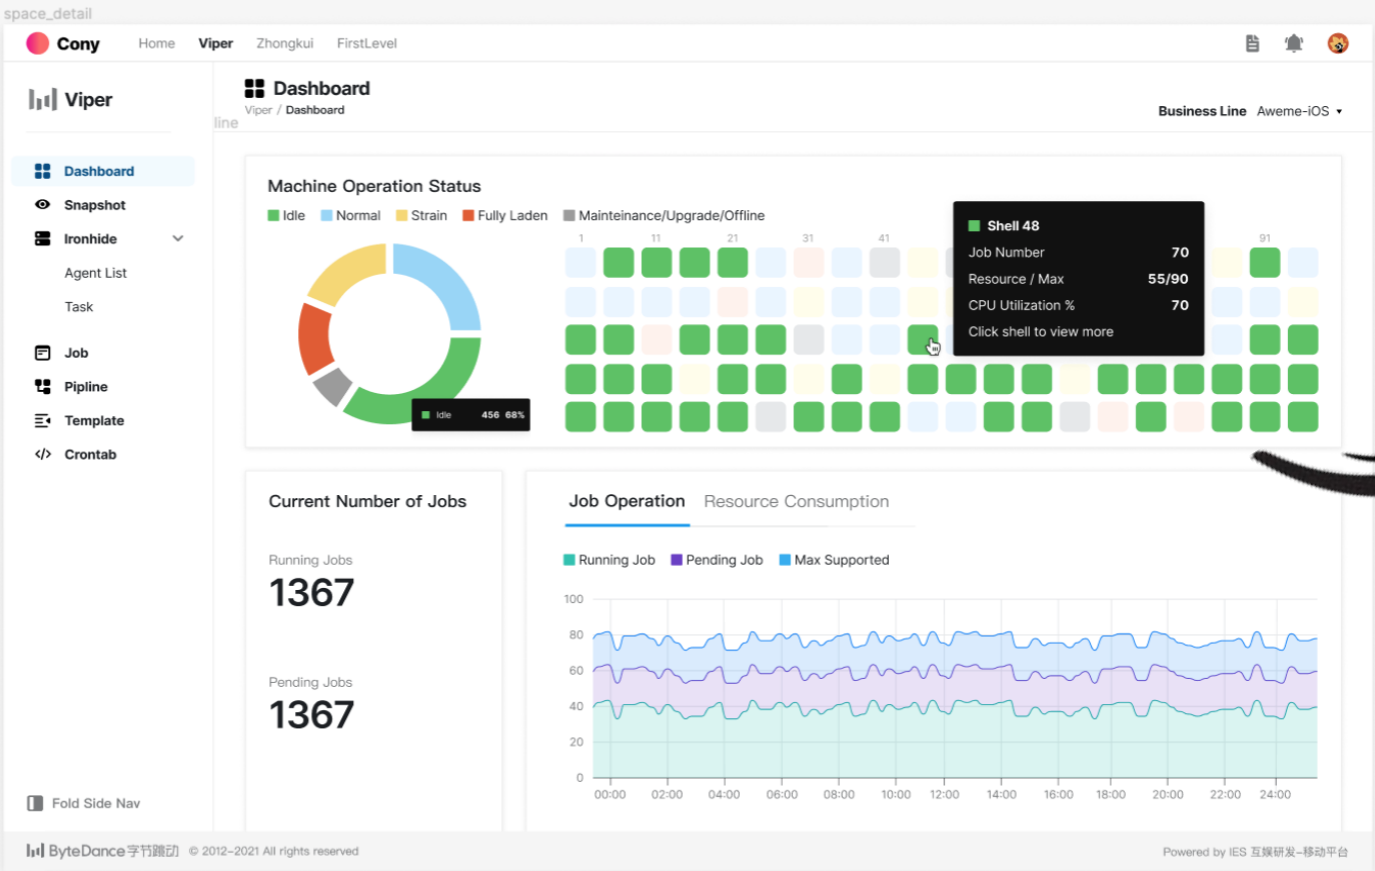 space_detail
Cony Home Viper Zhongkui FirstLevel
Viper
Dashboard
Viper / Dashboard
line
Business Line Aweme-iOS
Dashboard
Snapshot
Ironhide
Agent List
Task
Job
Pipline
Template
Crontab
Fold Side Nav
Machine Operation Status
Idle Normal Strain Fully Laden Mainteinance/Upgrade/Offline
1 11 21 31 41 91
Shell 48
Job Number 70
Resource / Max 55/90
CPU Utilization % 70
Click shell to view more
Idle 456 68%
Current Number of Jobs
Running Jobs
1367
Pending Jobs
1367
Job Operation Resource Consumption
Running Job Pending Job Max Supported
100
80
60
40
20
0
00:00 02:00 04:00 06:00 08:00 10:00 12:00 14:00 16:00 18:00 20:00 22:00 24:00
ByteDance字节跳动 © 2012-2021 All rights reserved
Powered by IES 互娱研发-移动平台